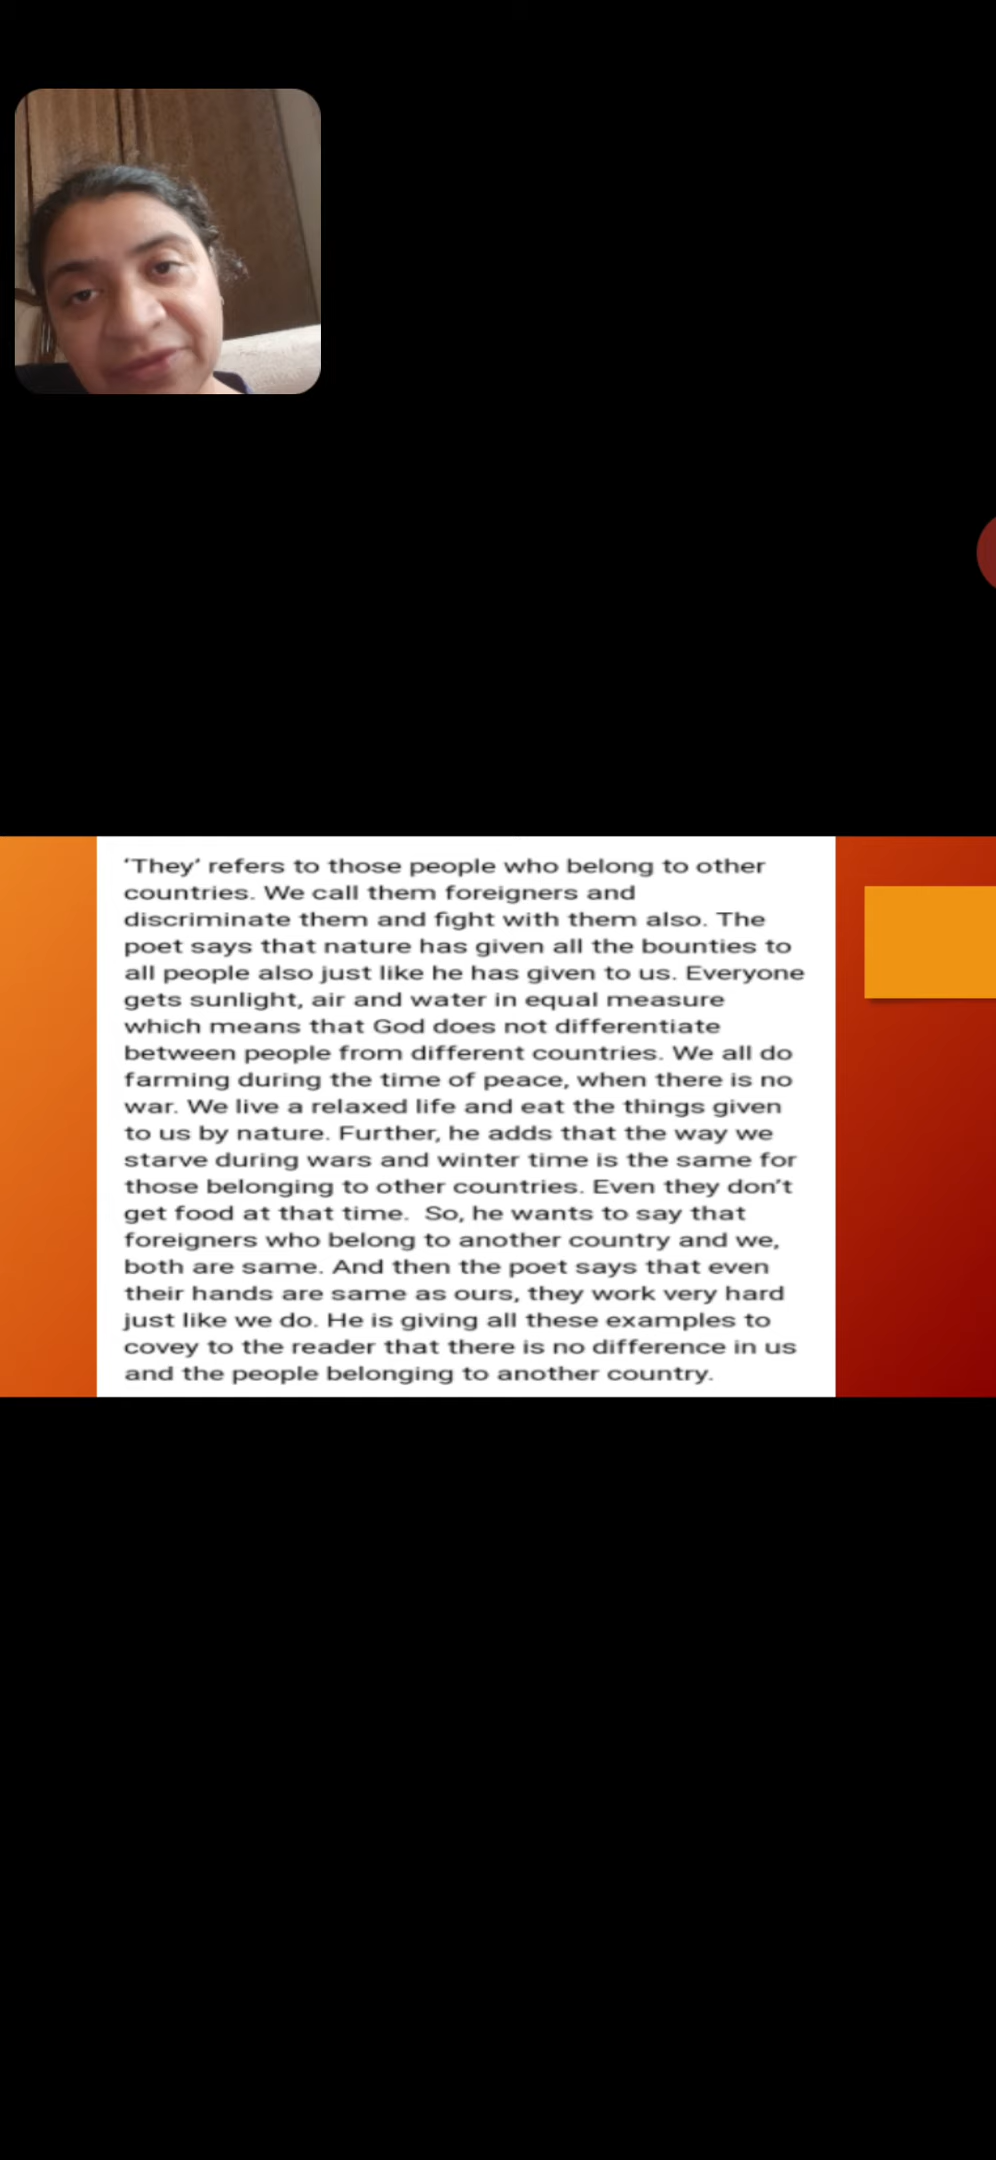 ‘They’ refers to those people who belong to other
countries. We call them foreigners and
discriminate them and fight with them also. The
poet says that nature has given all the bounties to
all people also just like he has given to us. Everyone
gets sunlight, air and water in equal measure
which means that God does not differentiate
between people from different countries. We all do
farming during the time of peace, when there is no
war. We live a relaxed life and eat the things given
to us by nature. Further, he adds that the way we
starve during wars and winter time is the same for
those belonging to other countries. Even they don’t
get food at that time.  So, he wants to say that
foreigners who belong to another country and we,
both are same. And then the poet says that even
their hands are same as ours, they work very hard
just like we do. He is giving all these examples to
covey to the reader that there is no difference in us
and the people belonging to another country.